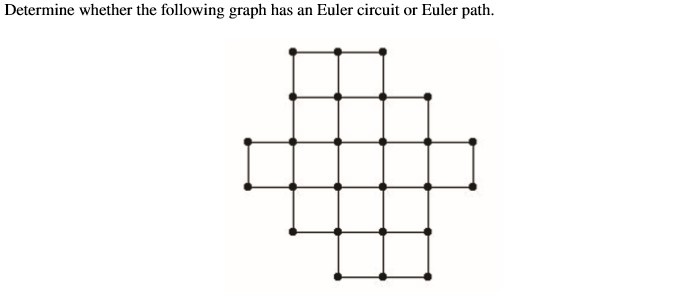 Determine whether the following graph has an Euler circuit or Euler path.